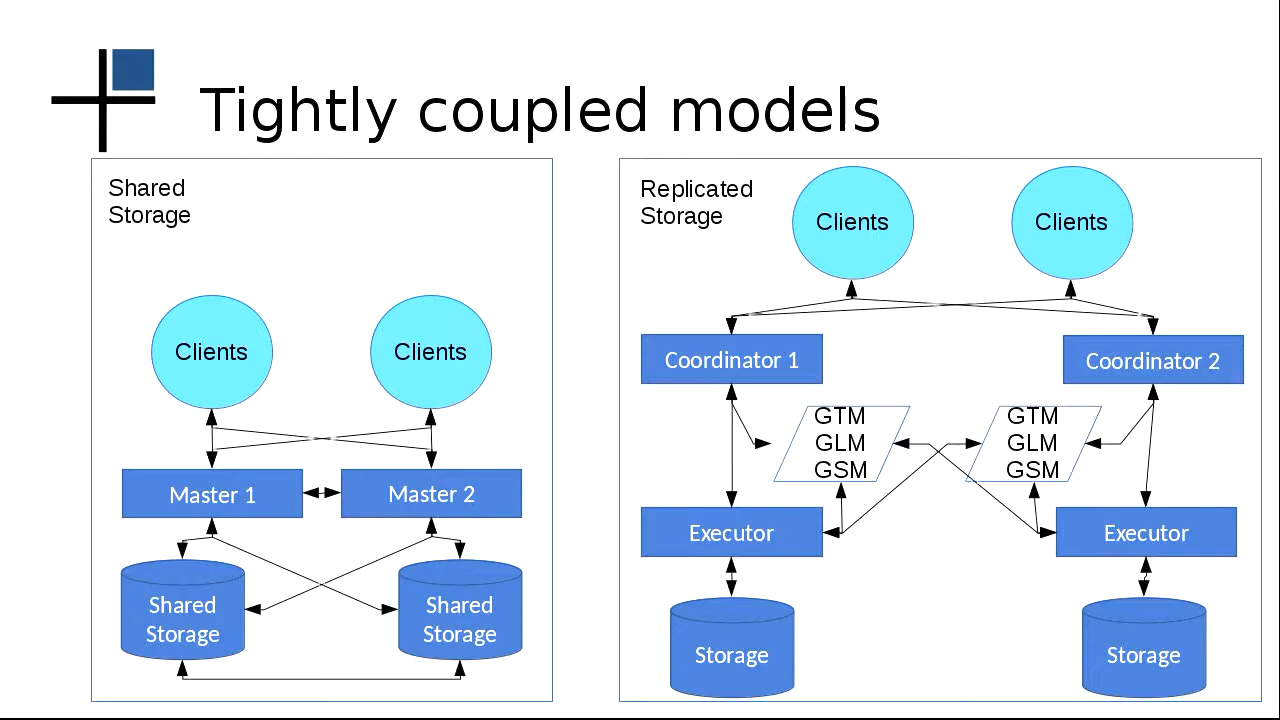 Tightly coupled models
Shared
Storage
Clients
Clients
Master 1
Master 2
Shared
Storage
Shared
Storage
Replicated
Storage
Clients
Clients
Coordinator 1
Coordinator 2
GTM
GLM
GSM
GTM
GLM
GSM
Executor
Executor
Storage
Storage